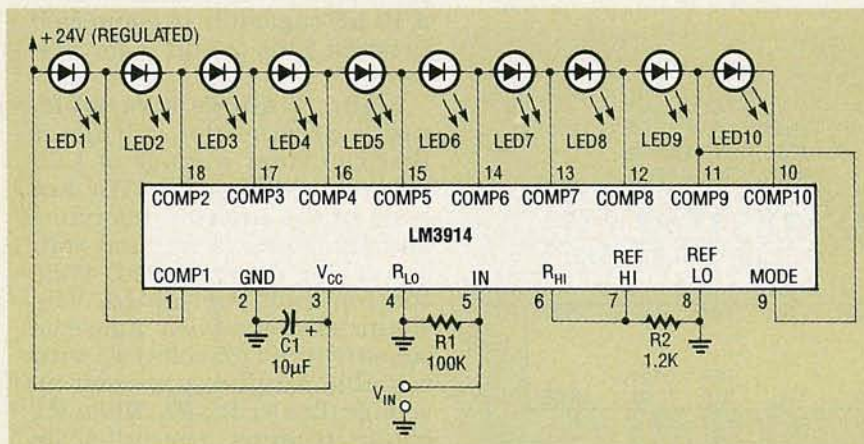 + 24V (REGULATED)
LED1 LED2 LED3 LED4 LED5 LED6 LED7 LED8 LED9 LED10
18 17 16 15 14 13 12 11 10
COMP2 COMP3 COMP4 COMP5 COMP6 COMP7 COMP8 COMP9 COMP10
LM3914
COMP1 GND VCC RLO IN RHI REF HI REF LO MODE
1 2 3 4 5 6 7 8 9
C1
10μF
+
R1
100K
R2
1.2K
VIN